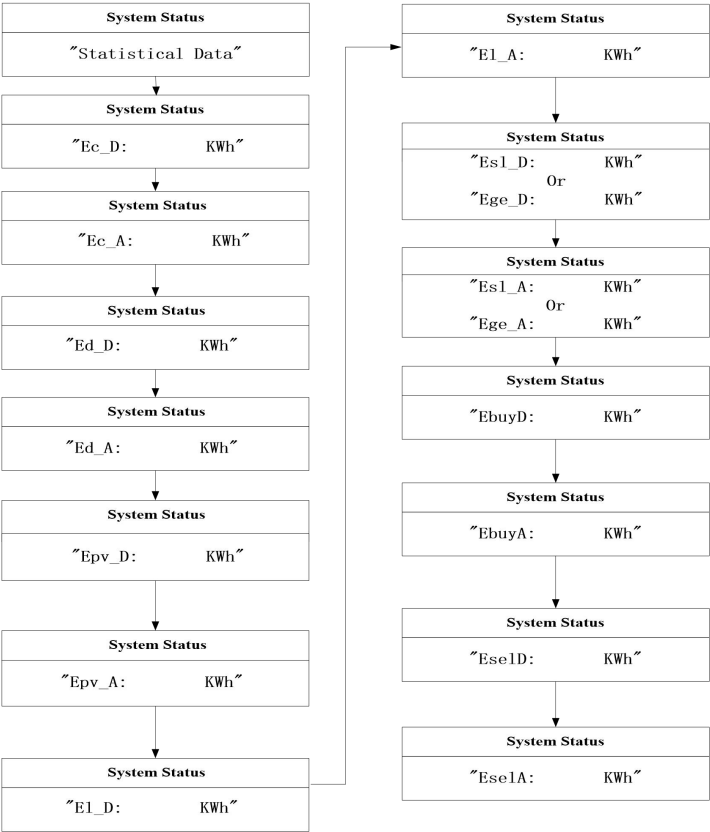 System Status
"Statistical Data"
System Status
"Ec_D: KWh"
System Status
"Ec_A: KWh"
System Status
"Ed_D: KWh"
System Status
"Ed_A: KWh"
System Status
"Epv_D: KWh"
System Status
"Epv_A: KWh"
System Status
"El_D: KWh"
System Status
"El_A: KWh"
System Status
"Esl_D: KWh"
Or
"Ege_D: KWh"
System Status
"Esl_A: KWh"
Or
"Ege_A: KWh"
System Status
"EbuyD: KWh"
System Status
"EbuyA: KWh"
System Status
"EselD: KWh"
System Status
"EselA: KWh"